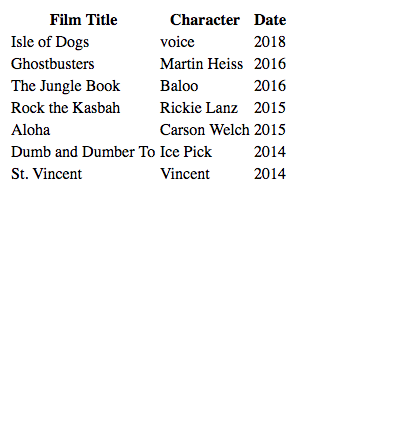 Film Title Character Date
Isle of Dogs voice 2018
Ghostbusters Martin Heiss 2016
The Jungle Book Baloo 2016
Rock the Kasbah Rickie Lanz 2015
Aloha Carson Welch 2015
Dumb and Dumber To Ice Pick 2014
St. Vincent Vincent 2014